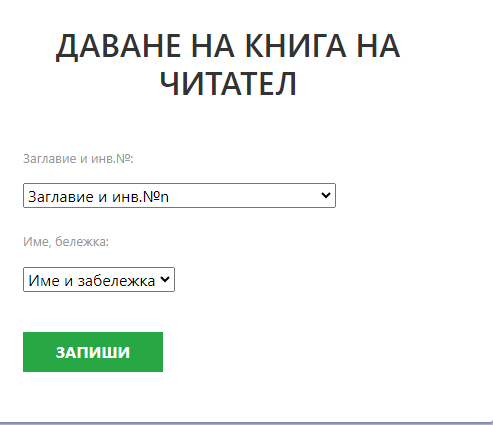 ДАВАНЕ НА КНИГА НА
ЧИТАТЕЛ
Заглавие и инв.№:
Заглавие и инв.№n
Име, бележка:
Име и забележка
ЗАПИШИ